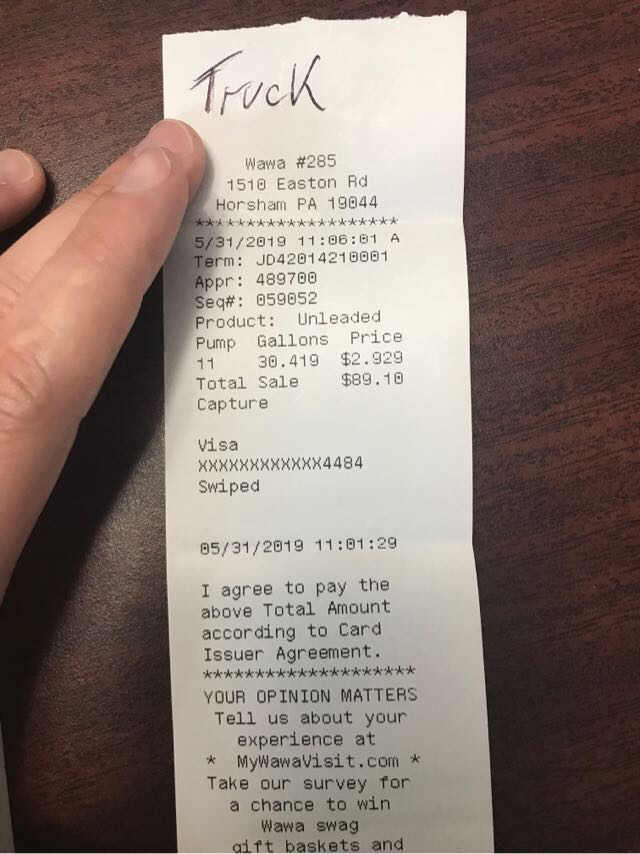 Truck
Wawa #285
1510 Easton Rd
Horsham PA 19044
********************
5/31/2019 11:06:01 A
Term: JD42014210001
Appr: 489700
Seq#: 059052
Product: Unleaded
Pump Gallons Price
11 30.419 $2.929
Total Sale $89.10
Capture
Visa
XXXXXXXXXXXX4484
Swiped
05/31/2019 11:01:29
I agree to pay the
above Total Amount
according to Card
Issuer Agreement.
********************
YOUR OPINION MATTERS
Tell us about your
experience at
* MyWawaVisit.com *
Take our survey for
a chance to win
Wawa swag
gift baskets and